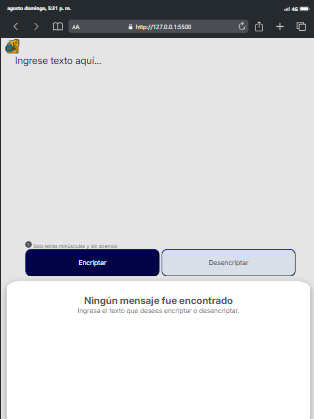 agosto domingo, 5:31 p. m.
4G
AA
http://127.0.0.1:5500
Ingrese texto aquí...
Solo letras minúsculas y sin acentos
Encriptar
Desencriptar
Ningún mensaje fue encontrado
Ingresa el texto que desees encriptar o desencriptar.